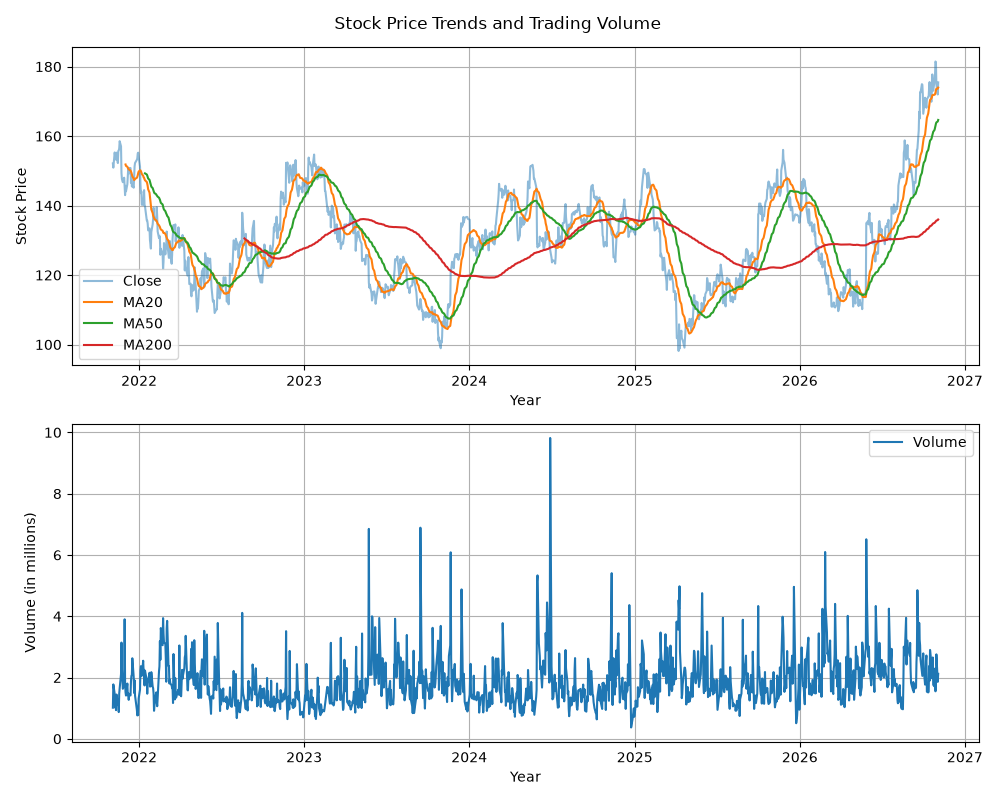 Stock Price Trends and Trading Volume
180
160
140
120
100
Stock Price
Close
MA20
MA50
MA200
2022 2023 2024 2025 2026 2027
Year
10
8
6
4
2
0
Volume (in millions)
Volume
2022 2023 2024 2025 2026 2027
Year